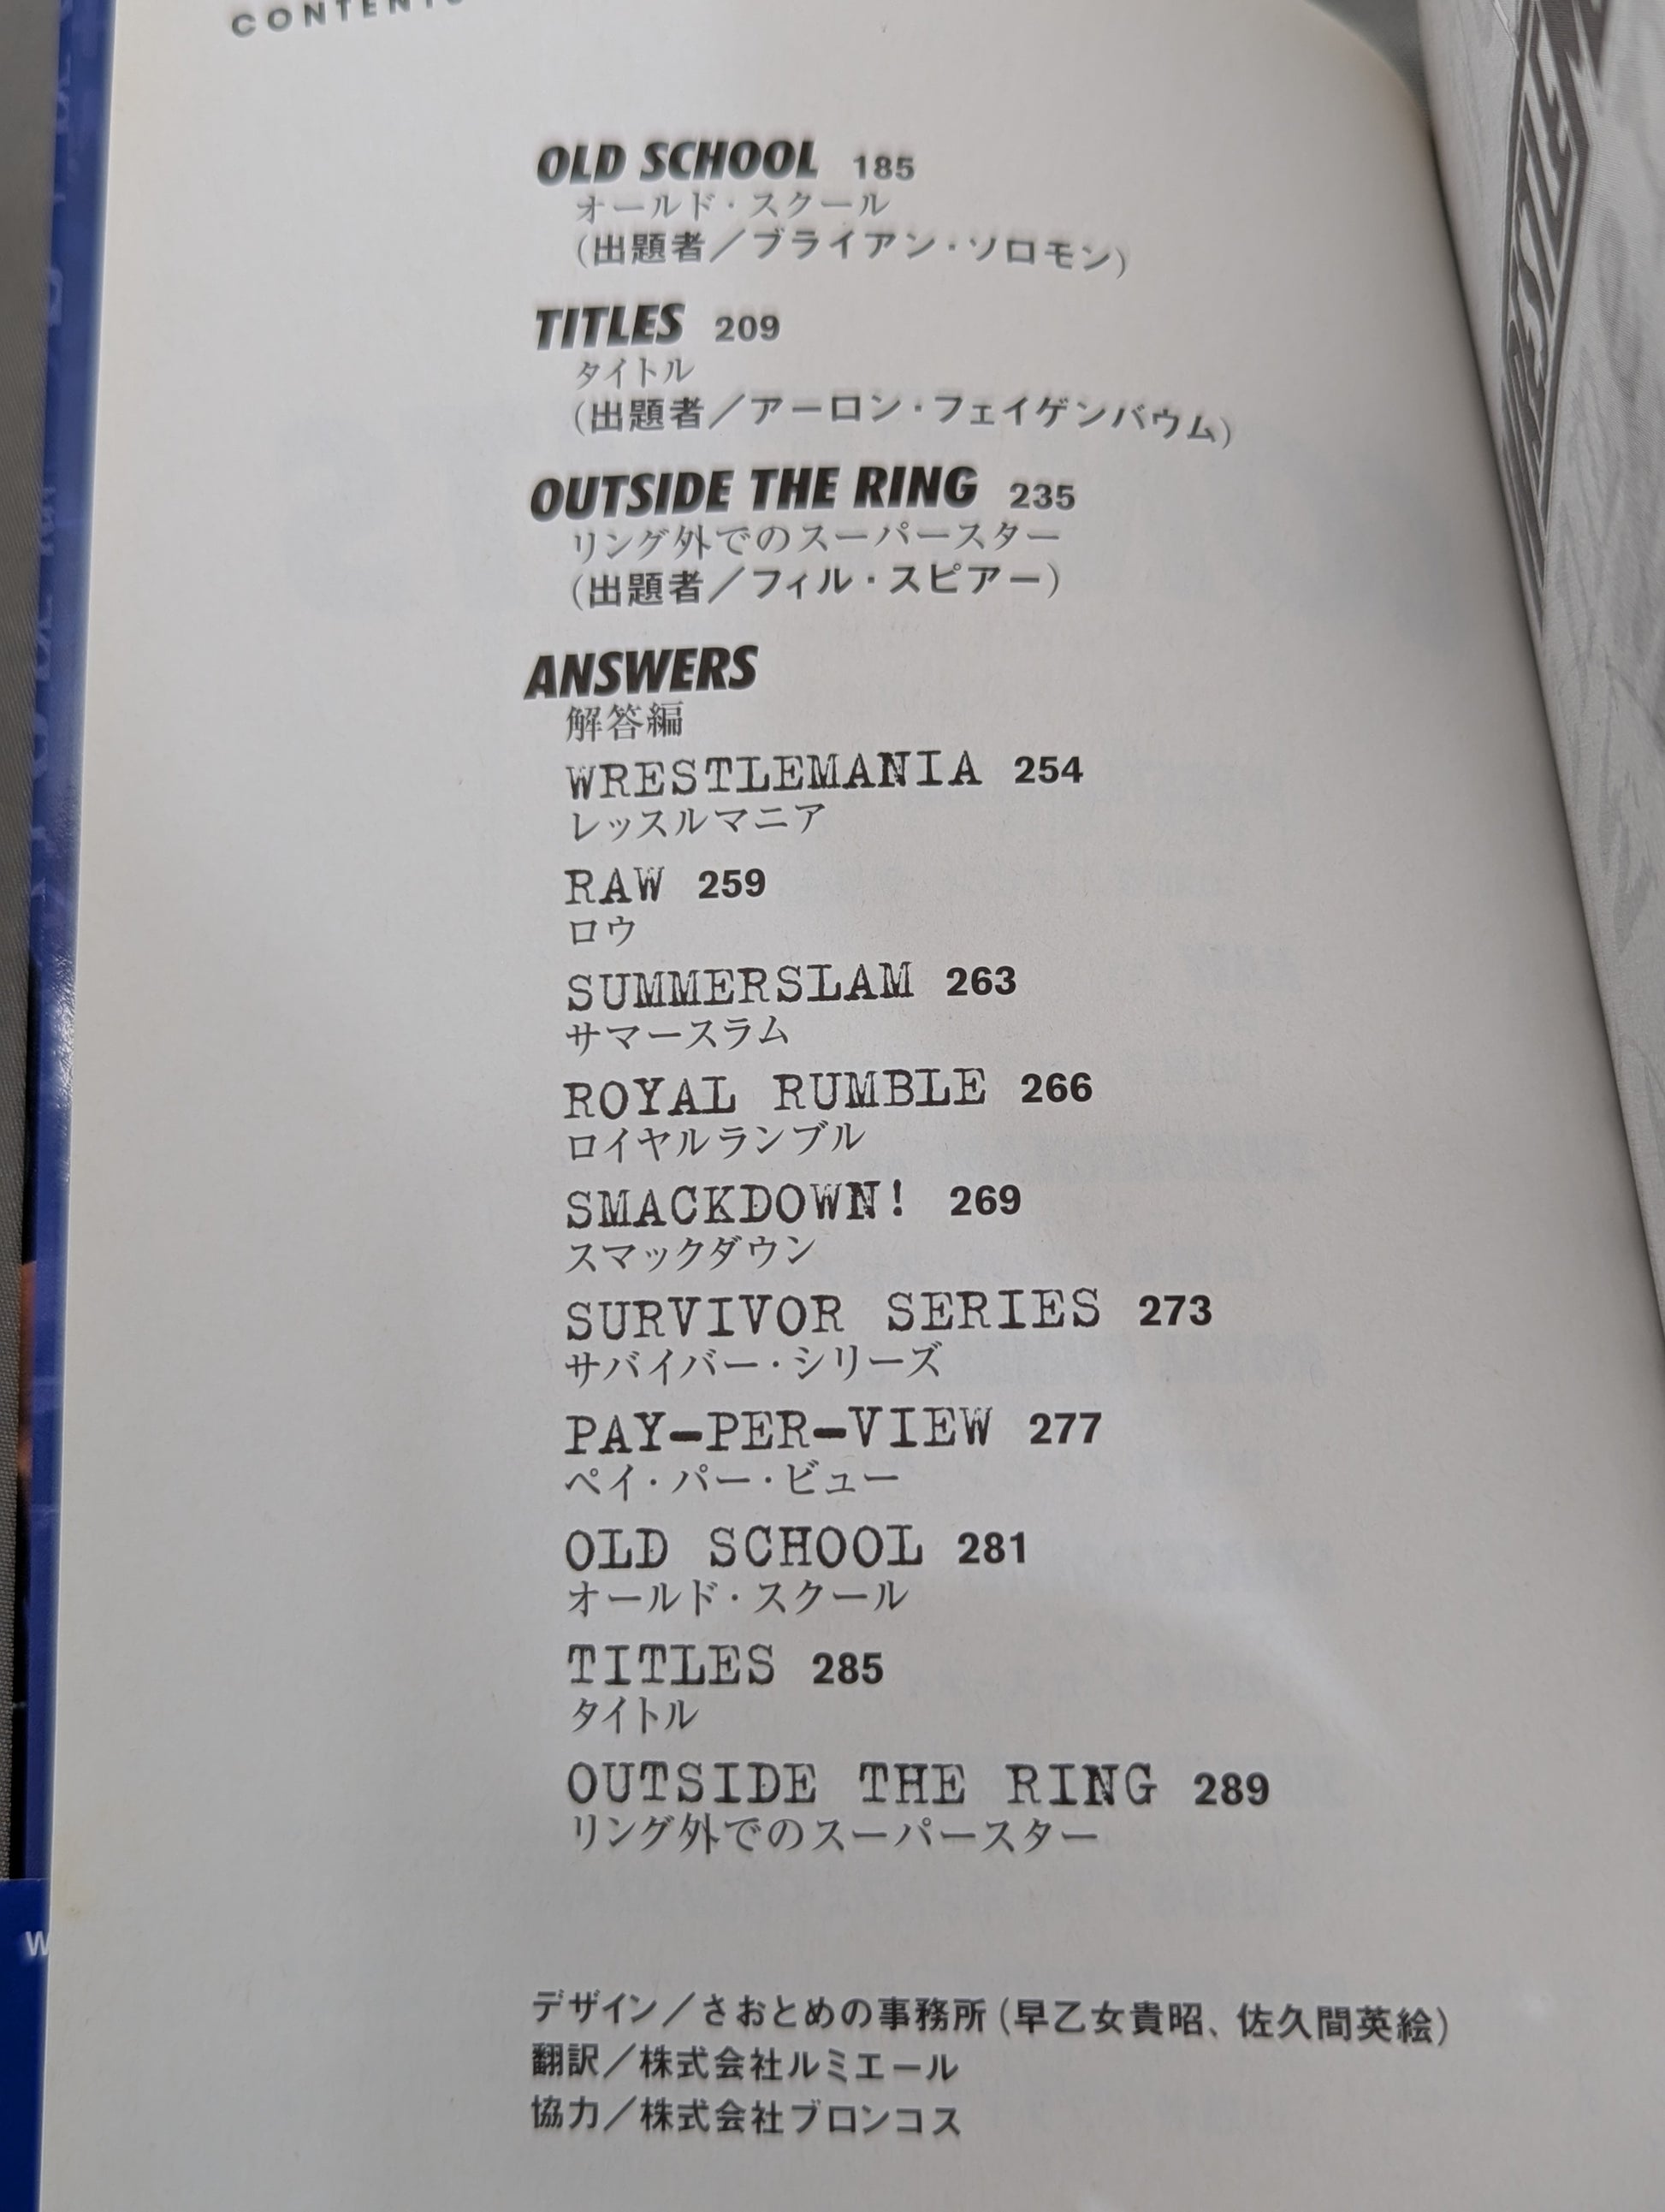 CONTENTS
OLD SCHOOL 185
オールド・スクール
(出題者／ブライアン・ソロモン)
TITLES 209
タイトル
(出題者／アーロン・フェイゲンバウム)
OUTSIDE THE RING 235
リング外でのスーパースター
(出題者／フィル・スピアー)
ANSWERS
解答編
WRESTLEMANIA 254
レッスルマニア
RAW 259
ロウ
SUMMERSLAM 263
サマースラム
ROYAL RUMBLE 266
ロイヤルランブル
SMACKDOWN! 269
スマックダウン
SURVIVOR SERIES 273
サバイバー・シリーズ
PAY-PER-VIEW 277
ペイ・パー・ビュー
OLD SCHOOL 281
オールド・スクール
TITLES 285
タイトル
OUTSIDE THE RING 289
リング外でのスーパースター
デザイン／さおとめの事務所(早乙女貴昭、佐久間英絵)
翻訳／株式会社ルミエール
協力／株式会社ブロンコス
W